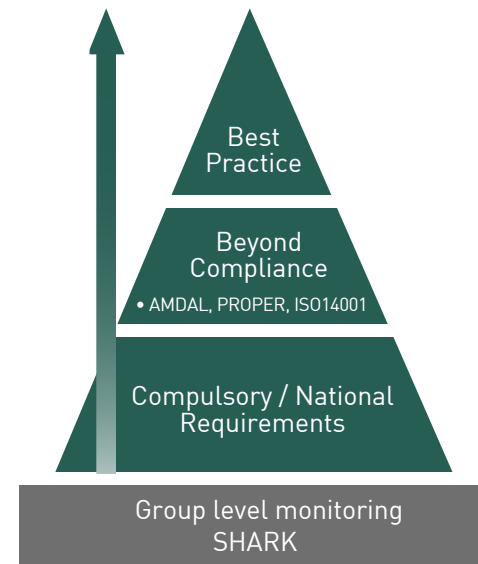 Best
Practice
Beyond
Compliance
• AMDAL, PROPER, ISO14001
Compulsory / National
Requirements
Group level monitoring
SHARK